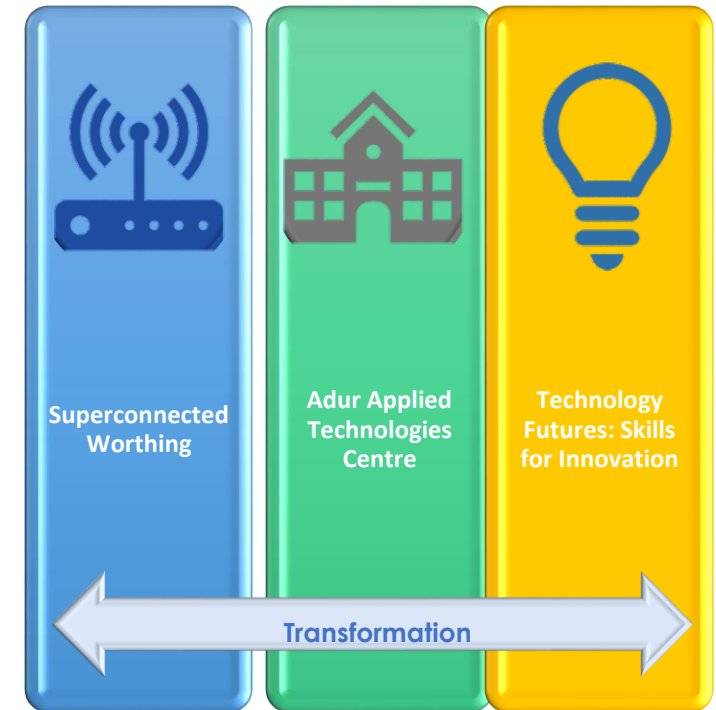 Superconnected
Worthing
Adur Applied
Technologies
Centre
Technology
Futures: Skills
for Innovation
Transformation